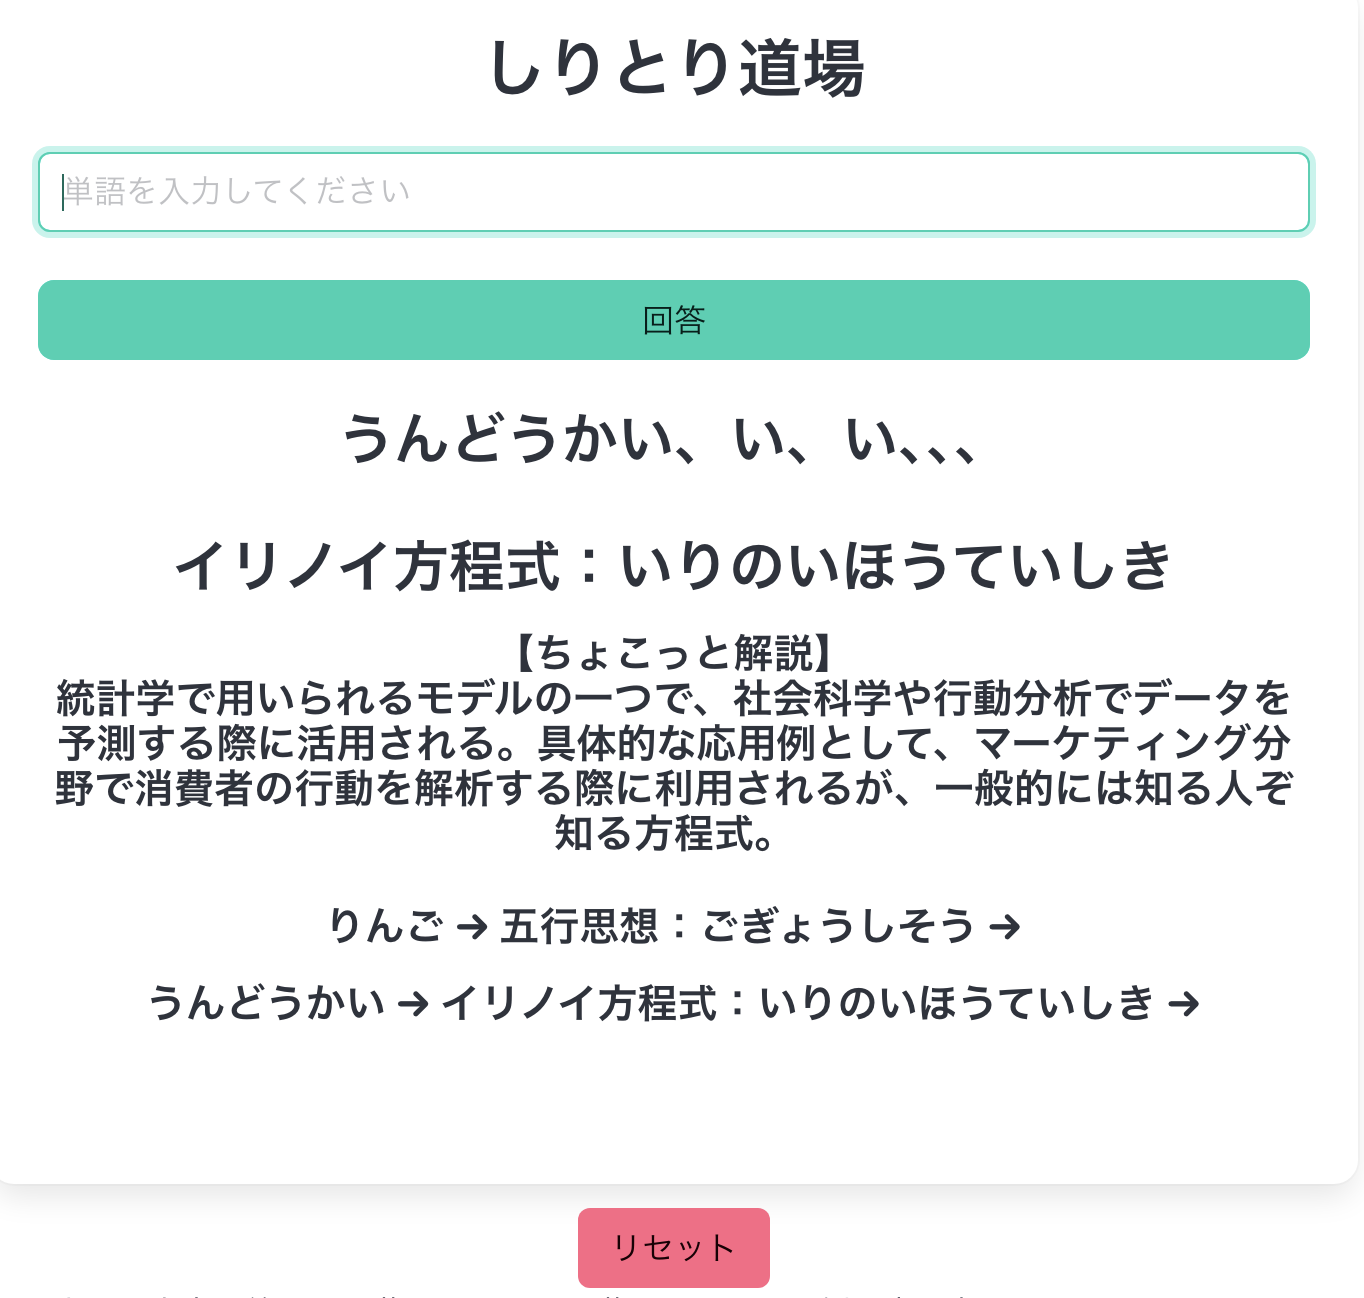 しりとり道場
単語を入力してください
回答
うんどうかい、い、い、、、
イリノイ方程式：いりのいほうていしき
【ちょこっと解説】
統計学で用いられるモデルの一つで、社会科学や行動分析でデータを
予測する際に活用される。具体的な応用例として、マーケティング分
野で消費者の行動を解析する際に利用されるが、一般的には知る人ぞ
知る方程式。
りんご → 五行思想：ごぎょうしそう →
うんどうかい → イリノイ方程式：いりのいほうていしき →
リセット